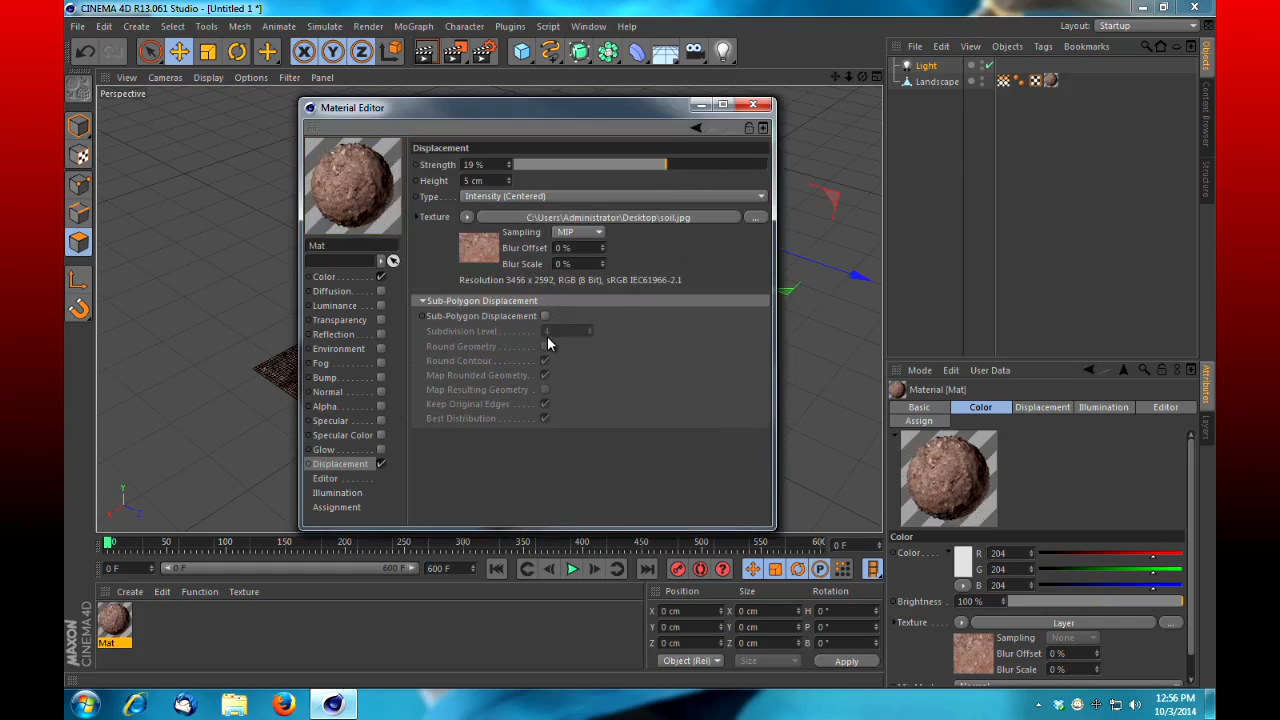 CINEMA 4D R13.061 Studio - [Untitled 1 *]
File Edit Create Select Tools Mesh Animate Simulate Render MoGraph Character Plugins Script Window Help
Layout: Startup
X Y Z
File Edit View Objects Tags Bookmarks
View Cameras Display Options Filter Panel
Perspective
Light
Landscape
Objects
Content Browser
Structure
Material Editor
Displacement
Strength 19 %
Height 5 cm
Type Intensity (Centered)
Texture C:\Users\Administrator\Desktop\soil.jpg ...
Sampling MIP
Blur Offset 0 %
Blur Scale 0 %
Resolution 3456 x 2592, RGB (8 Bit), sRGB IEC61966-2.1
Sub-Polygon Displacement
Sub-Polygon Displacement
Subdivision Level 4
Round Geometry
Round Contour
Map Rounded Geometry
Map Resulting Geometry
Keep Original Edges
Best Distribution
Mat
Color
Diffusion
Luminance
Transparency
Reflection
Environment
Fog
Bump
Normal
Alpha
Specular
Specular Color
Glow
Displacement
Editor
Illumination
Assignment
Y X Z
Mode Edit User Data
Material [Mat]
Basic Color Displacement Illumination Editor
Assign
Attributes
Layers
Color
Color R 204
G 204
B 204
Brightness 100 %
Texture Layer ...
Sampling None
Blur Offset 0 %
Blur Scale 0 %
0 50 100 150 200 250 300 350 400 450 500 550 600 0 F
0 F 0 F 600 F 600 F
Create Edit Function Texture
Mat
MAXON CINEMA 4D
Position Size Rotation
X 0 cm X 0 cm H 0 °
Y 0 cm Y 0 cm P 0 °
Z 0 cm Z 0 cm B 0 °
Object (Rel) Size Apply
12:56 PM
10/3/2014